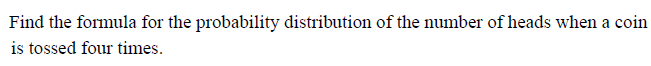 Find the formula for the probability distribution of the number of heads when a coin
is tossed four times.